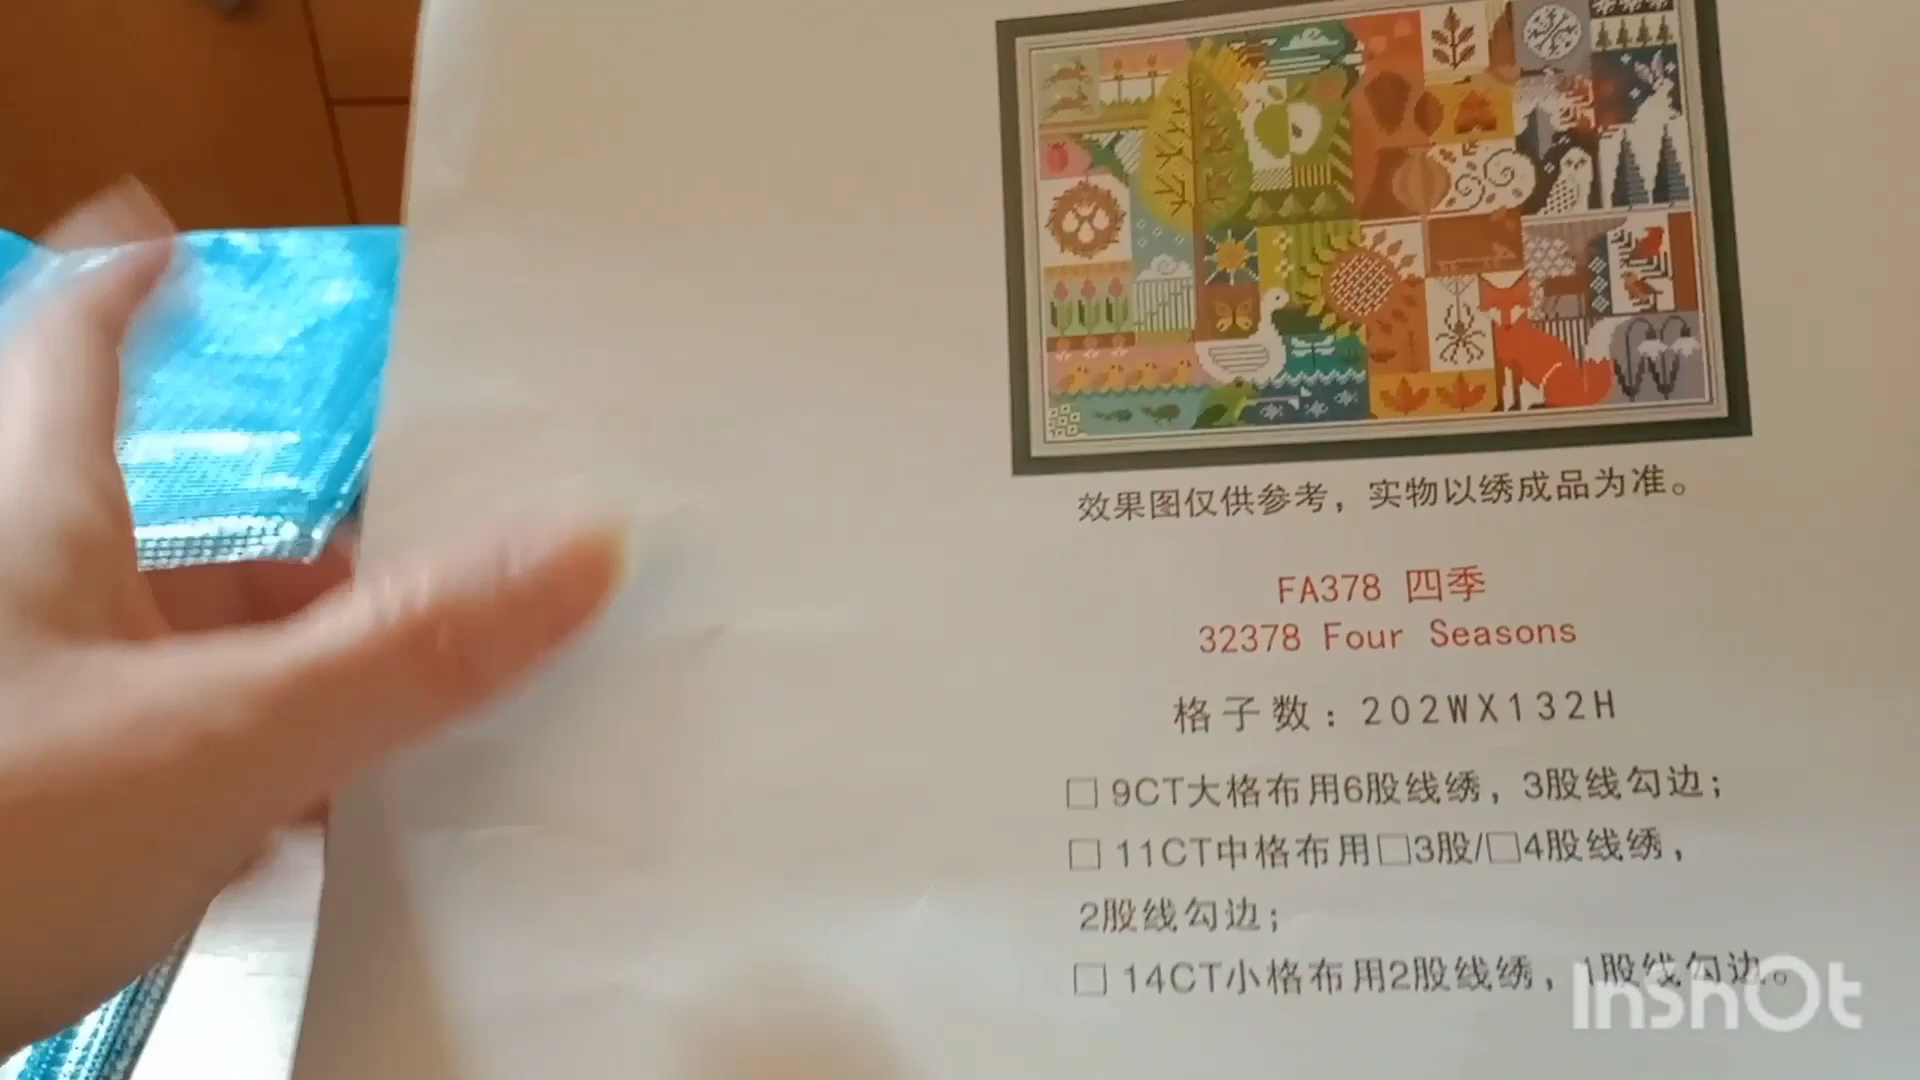 效果图仅供参考，实物以绣成品为准。
FA378 四季
32378 Four Seasons
格子数：202WX132H
□ 9CT大格布用6股线绣，3股线勾边；
□ 11CT中格布用□3股/□4股线绣，
2股线勾边；
□ 14CT小格布用2股线绣，1股线勾边。
InShOt